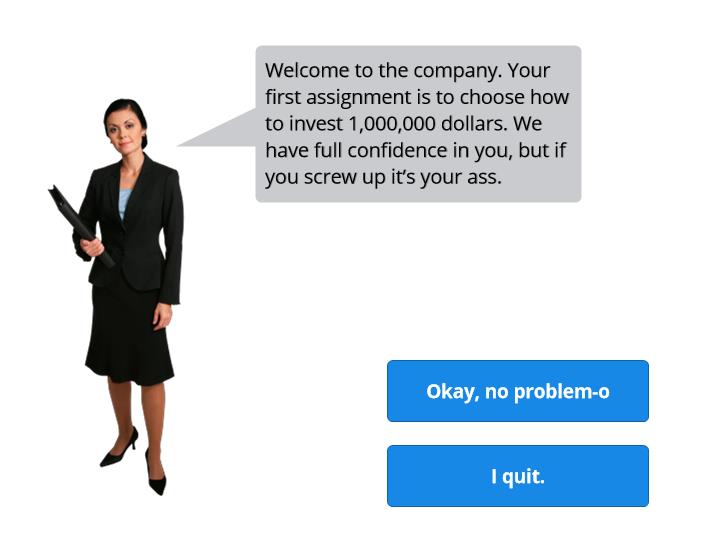 Welcome to the company. Your
first assignment is to choose how
to invest 1,000,000 dollars. We
have full confidence in you, but if
you screw up it’s your ass.
Okay, no problem-o
I quit.